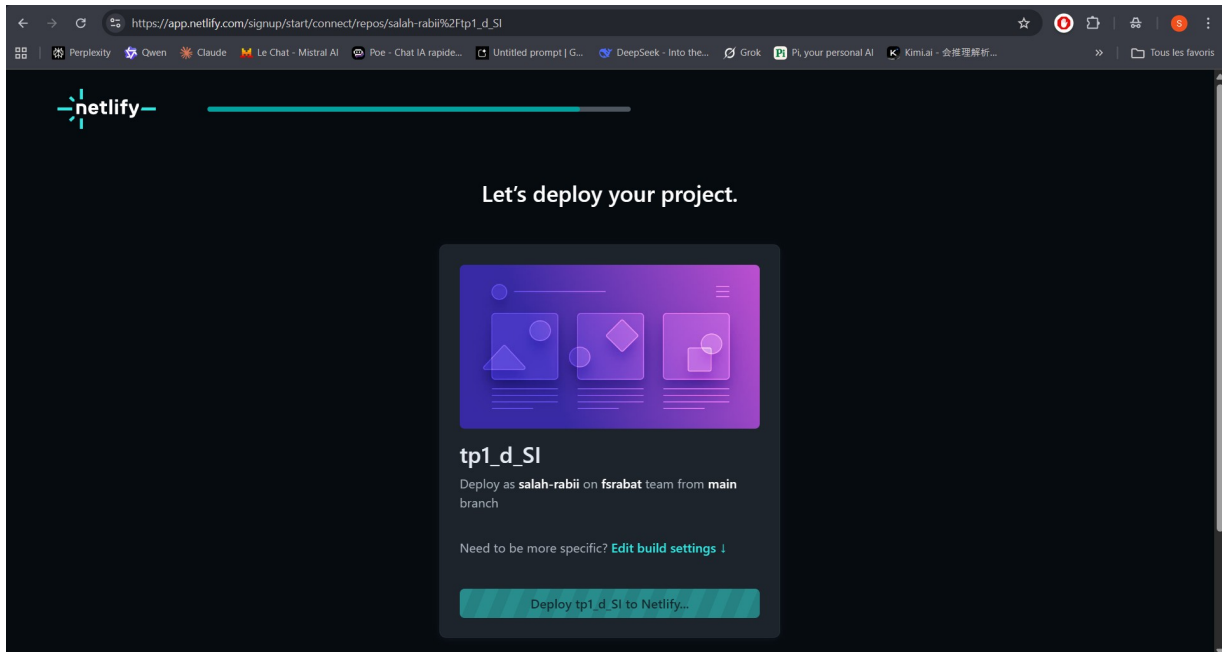 https://app.netlify.com/signup/start/connect/repos/salah-rabii%2Ftp1_d_SI
Perplexity Qwen Claude Le Chat - Mistral AI Poe - Chat IA rapide... Untitled prompt | G... DeepSeek - Into the... Grok Pi, your personal AI Kimi.ai - 会推理解析... » Tous les favoris
netlify
Let's deploy your project.
tp1_d_SI
Deploy as salah-rabii on fsrabat team from main
branch
Need to be more specific? Edit build settings ↓
Deploy tp1_d_SI to Netlify...